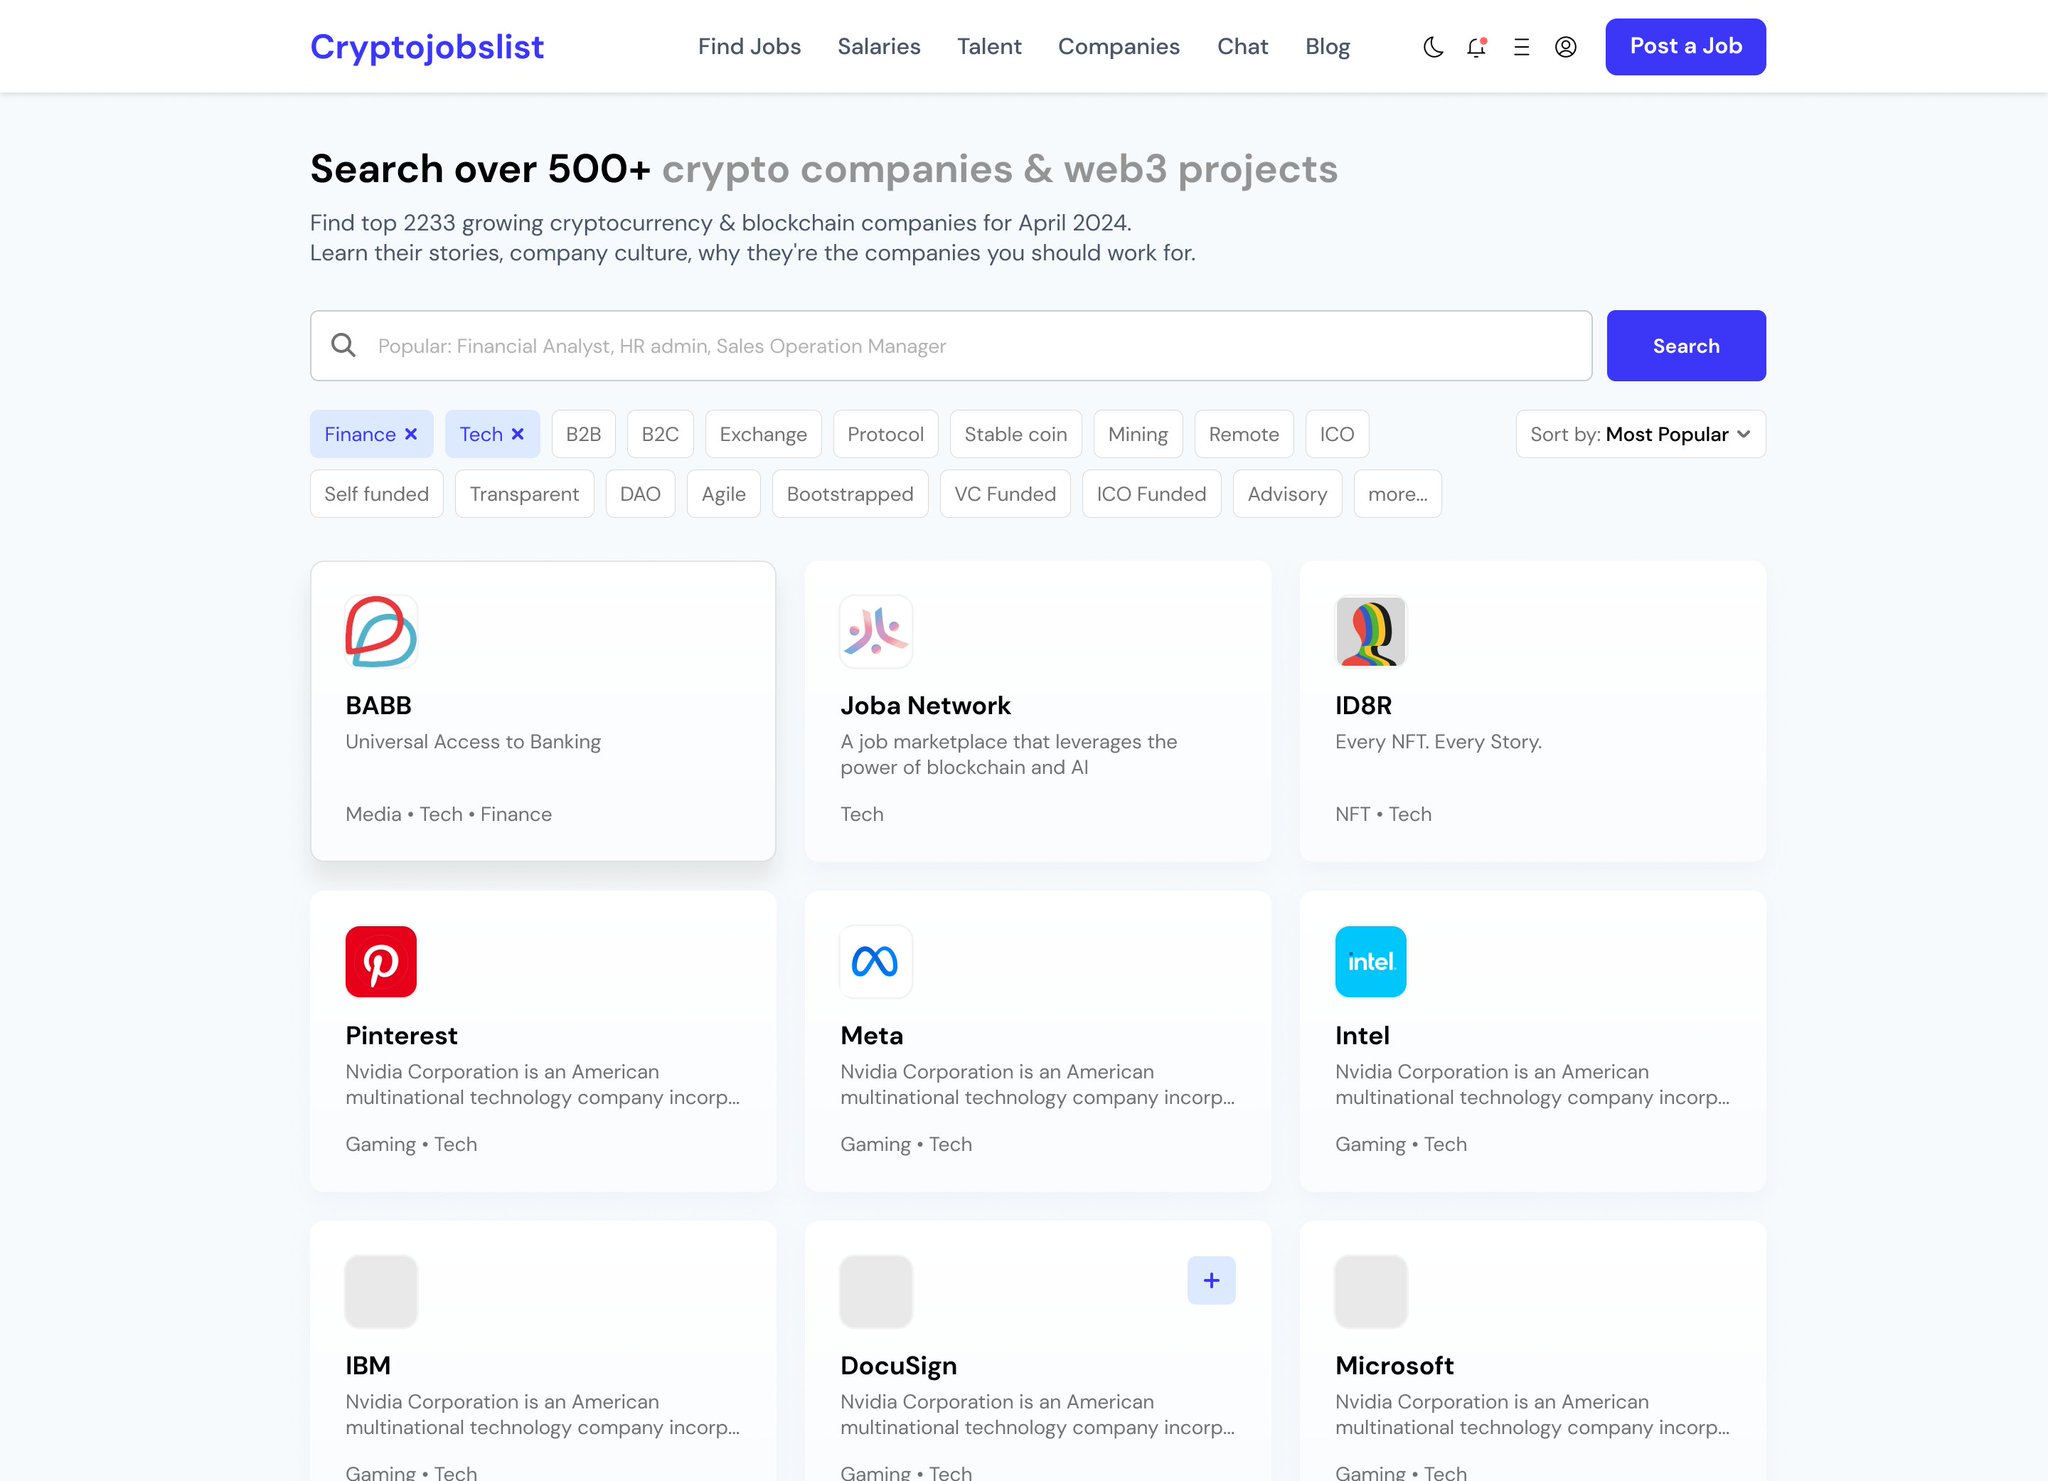 Cryptojobslist
Find Jobs
Salaries
Talent
Companies
Chat
Blog
Post a Job
Search over 500+ crypto companies & web3 projects
Find top 2233 growing cryptocurrency & blockchain companies for April 2024.
Learn their stories, company culture, why they're the companies you should work for.
Popular: Financial Analyst, HR admin, Sales Operation Manager
Search
Finance
Tech
B2B
B2C
Exchange
Protocol
Stable coin
Mining
Remote
ICO
Sort by: Most Popular
Self funded
Transparent
DAO
Agile
Bootstrapped
VC Funded
ICO Funded
Advisory
more...
BABB
Universal Access to Banking
Media • Tech • Finance
Joba Network
A job marketplace that leverages the
power of blockchain and AI
Tech
ID8R
Every NFT. Every Story.
NFT • Tech
Pinterest
Nvidia Corporation is an American
multinational technology company incorp...
Gaming • Tech
Meta
Nvidia Corporation is an American
multinational technology company incorp...
Gaming • Tech
intel.
Intel
Nvidia Corporation is an American
multinational technology company incorp...
Gaming • Tech
IBM
Nvidia Corporation is an American
multinational technology company incorp...
Gaming • Tech
DocuSign
Nvidia Corporation is an American
multinational technology company incorp...
Gaming • Tech
Microsoft
Nvidia Corporation is an American
multinational technology company incorp...
Gaming • Tech